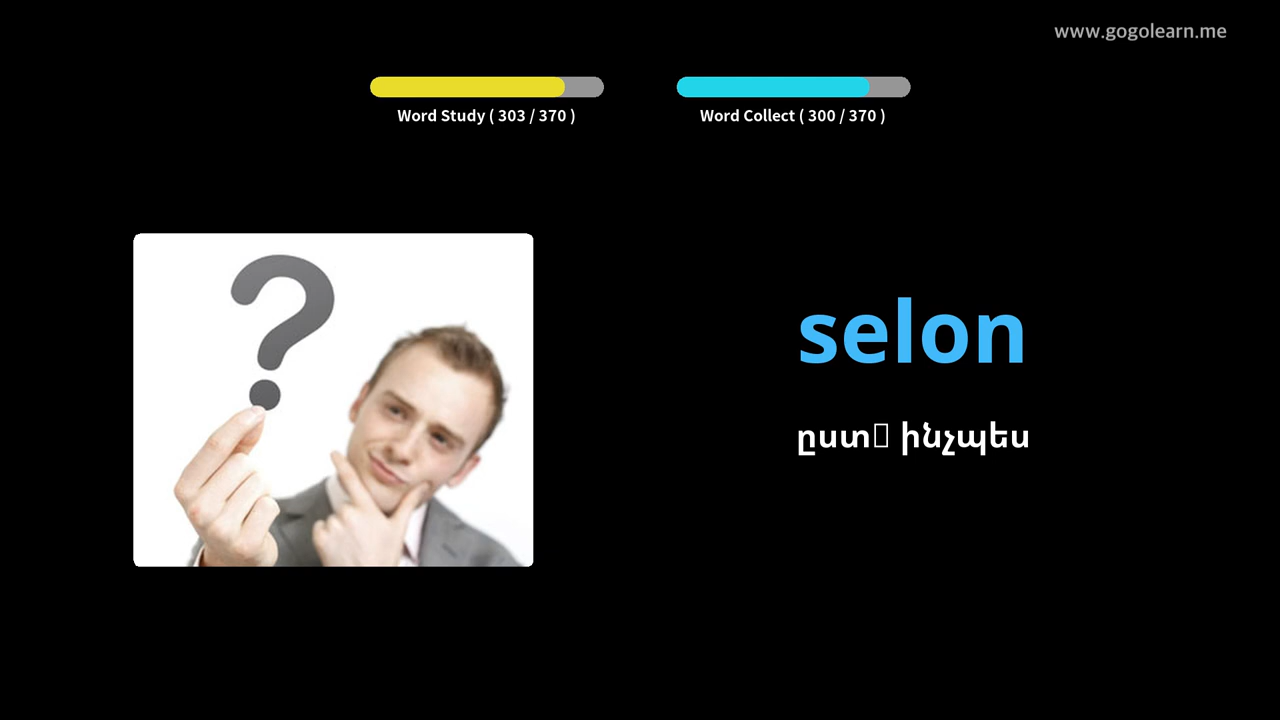 www.gogolearn.me
Word Study ( 303 / 370 )
Word Collect ( 300 / 370 )
selon
ըստ ինչպես